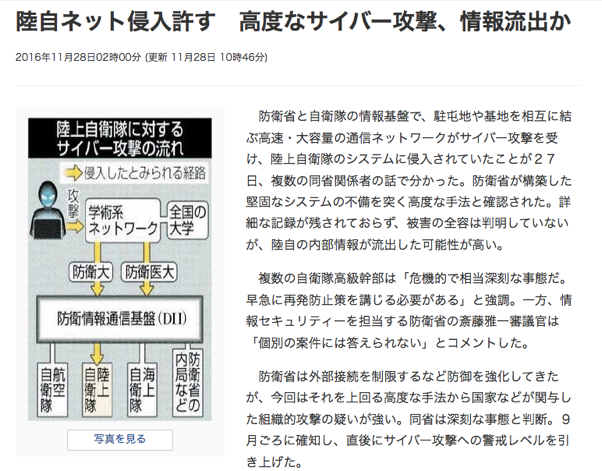 陸自ネット侵入許す　高度なサイバー攻撃、情報流出か
2016年11月28日02時00分 (更新 11月28日 10時46分)
陸上自衛隊に対する
サイバー攻撃の流れ
侵入したとみられる経路
攻撃
学術系
ネットワーク
全国の
大学
防衛大
防衛医大
防衛情報通信基盤(DII)
航空
自衛隊
陸上
自衛隊
海上
自衛隊
防衛省の
内局など
写真を見る
防衛省と自衛隊の情報基盤で、駐屯地や基地を相互に結
ぶ高速・大容量の通信ネットワークがサイバー攻撃を受
け、陸上自衛隊のシステムに侵入されていたことが２７
日、複数の同省関係者の話で分かった。防衛省が構築した
堅固なシステムの不備を突く高度な手法と確認された。詳
細な記録が残されておらず、被害の全容は判明していない
が、陸自の内部情報が流出した可能性が高い。
複数の自衛隊高級幹部は「危機的で相当深刻な事態だ。
早急に再発防止策を講じる必要がある」と強調。一方、情
報セキュリティーを担当する防衛省の斎藤雅一審議官は
「個別の案件には答えられない」とコメントした。
防衛省は外部接続を制限するなど防御を強化してきた
が、今回はそれを上回る高度な手法から国家などが関与し
た組織的攻撃の疑いが強い。同省は深刻な事態と判断。９
月ごろに確知し、直後にサイバー攻撃への警戒レベルを引
き上げた。